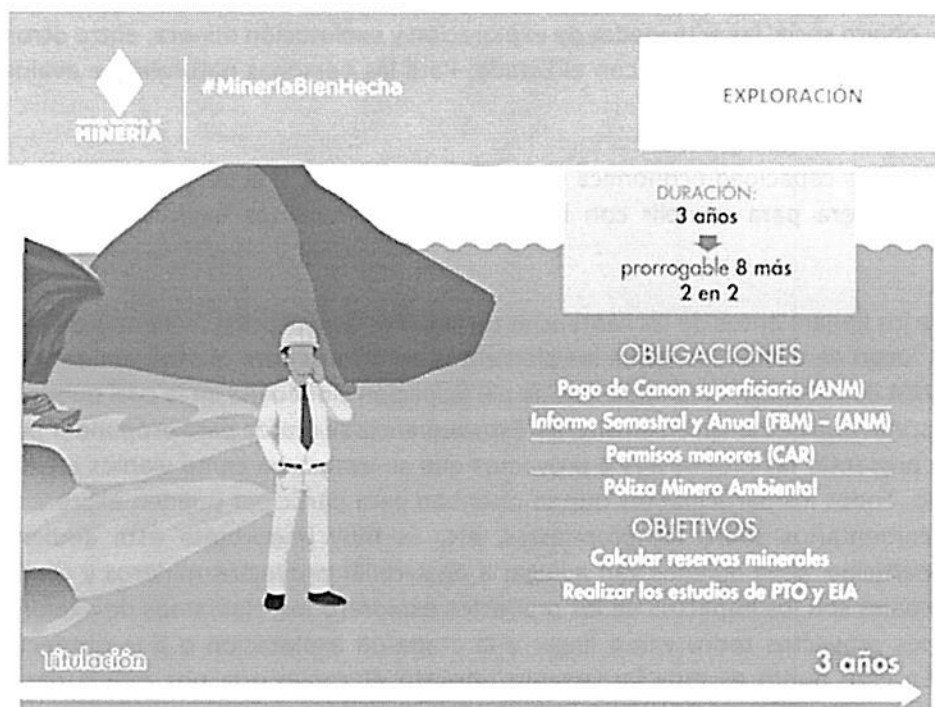 #MineríaBienHecha
MINERÍA
EXPLORACIÓN
DURACIÓN:
3 años
prorrogable 8 más
2 en 2
OBLIGACIONES
Pago de Canon superficiario (ANM)
Informe Semestral y Anual (FBM) – (ANM)
Permisos menores (CAR)
Póliza Minero Ambiental
OBJETIVOS
Calcular reservas minerales
Realizar los estudios de PTO y EIA
Titulación
3 años